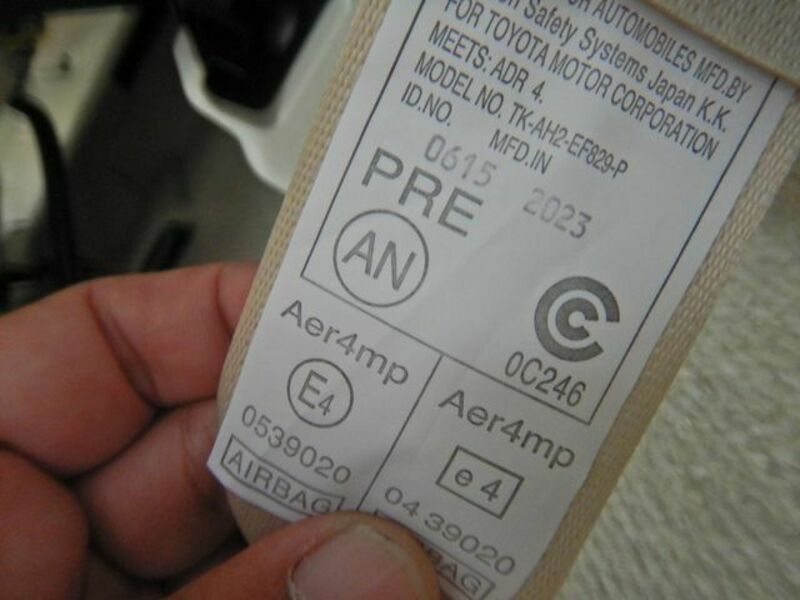 AUTOMOBILES MFD.BY
Safety Systems Japan K.K.
FOR TOYOTA MOTOR CORPORATION
MEETS: ADR 4.
MODEL NO. TK-AH2-EF829-P
ID.NO. MFD.IN
0615 2023
PRE
AN
C
0C246
Aer4mp
E4
0539020
AIRBAG
Aer4mp
e 4
04 39020
AIRBAG